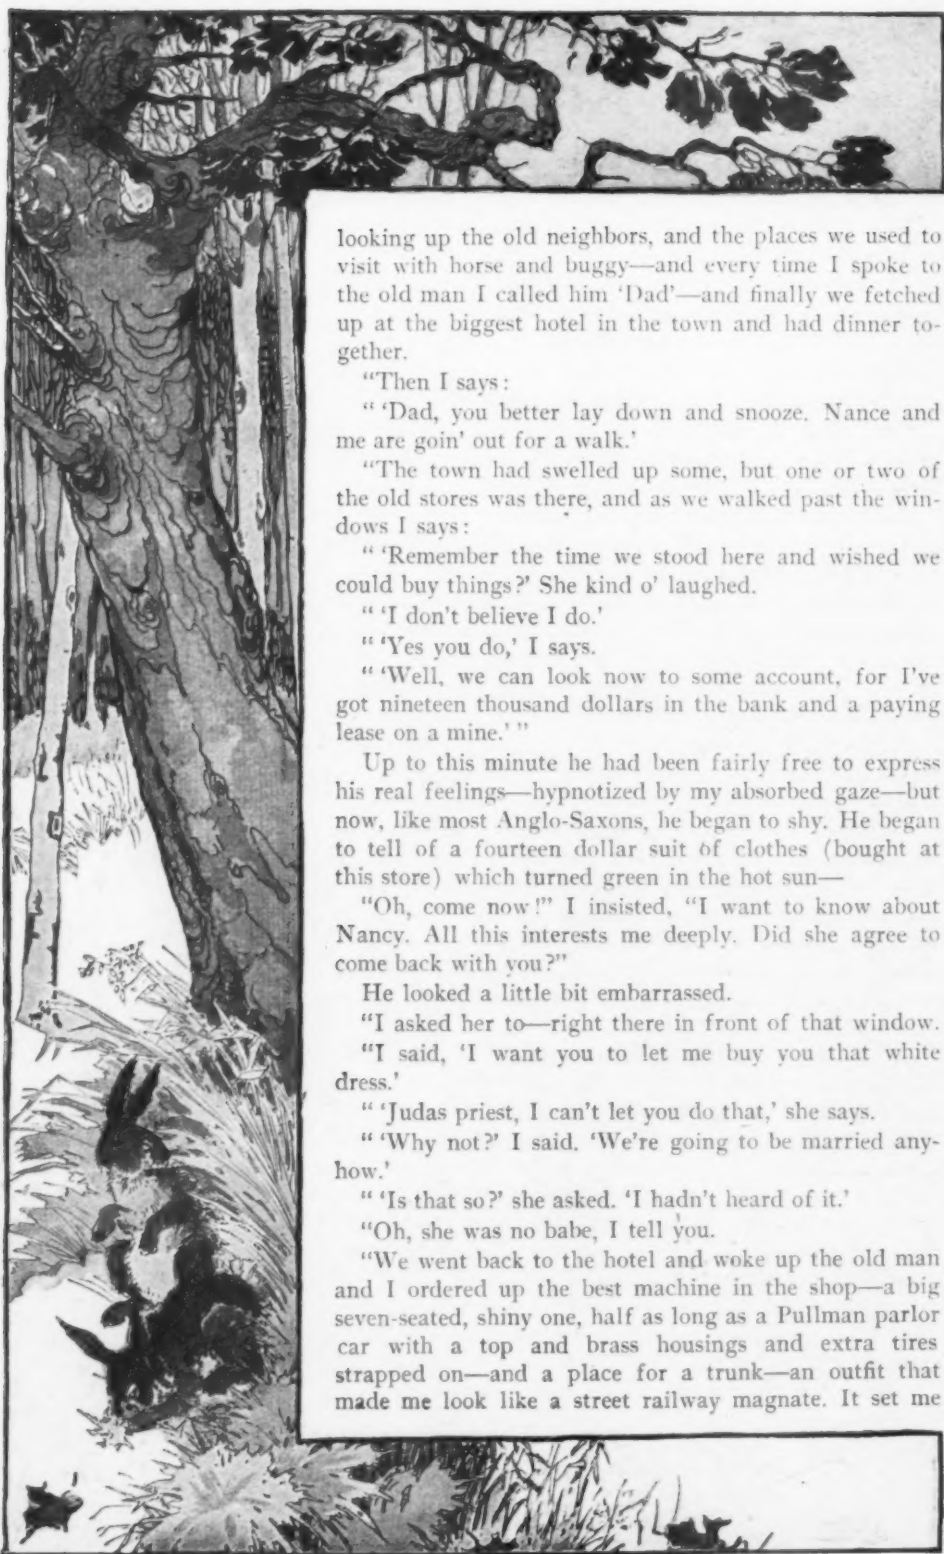 looking up the old neighbors, and the places we used to
visit with horse and buggy—and every time I spoke to
the old man I called him ‘Dad’—and finally we fetched
up at the biggest hotel in the town and had dinner to-
gether.
“Then I says:
“ ‘Dad, you better lay down and snooze. Nance and
me are goin’ out for a walk.’
“The town had swelled up some, but one or two of
the old stores was there, and as we walked past the win-
dows I says:
“ ‘Remember the time we stood here and wished we
could buy things?’ She kind o’ laughed.
“ ‘I don’t believe I do.’
“ ‘Yes you do,’ I says.
“ ‘Well, we can look now to some account, for I’ve
got nineteen thousand dollars in the bank and a paying
lease on a mine.’ ”
Up to this minute he had been fairly free to express
his real feelings—hypnotized by my absorbed gaze—but
now, like most Anglo-Saxons, he began to shy. He began
to tell of a fourteen dollar suit of clothes (bought at
this store) which turned green in the hot sun—
“Oh, come now!” I insisted, “I want to know about
Nancy. All this interests me deeply. Did she agree to
come back with you?”
He looked a little bit embarrassed.
“I asked her to—right there in front of that window.
“I said, ‘I want you to let me buy you that white
dress.’
“ ‘Judas priest, I can’t let you do that,’ she says.
“ ‘Why not?’ I said. ‘We’re going to be married any-
how.’
“ ‘Is that so?’ she asked. ‘I hadn’t heard of it.’
“Oh, she was no babe, I tell you.
“We went back to the hotel and woke up the old man
and I ordered up the best machine in the shop—a big
seven-seated, shiny one, half as long as a Pullman parlor
car with a top and brass housings and extra tires
strapped on—and a place for a trunk—an outfit that
made me look like a street railway magnate. It set me